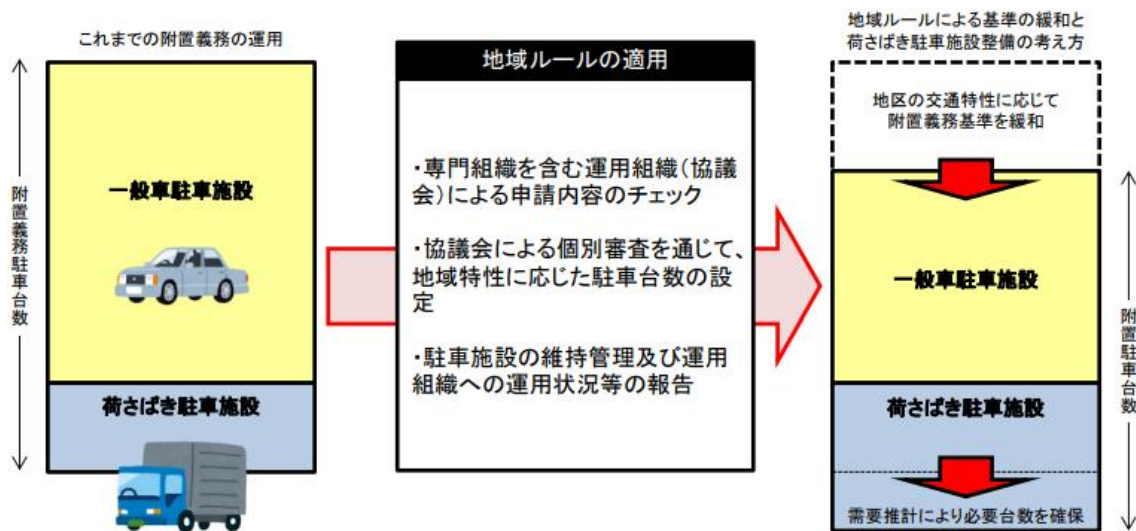 これまでの附置義務の運用
附置義務駐車台数
一般車駐車施設
荷さばき駐車施設
地域ルールの適用
・専門組織を含む運用組織（協議
会）による申請内容のチェック
・協議会による個別審査を通じて、
地域特性に応じた駐車台数の設
定
・駐車施設の維持管理及び運用
組織への運用状況等の報告
地域ルールによる基準の緩和と
荷さばき駐車施設整備の考え方
地区の交通特性に応じて
附置義務基準を緩和
一般車駐車施設
荷さばき駐車施設
需要推計により必要台数を確保
附置駐車台数